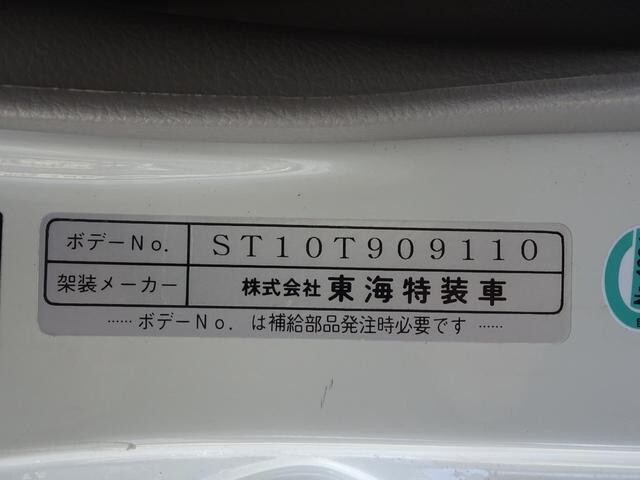 ボデーNo. ST10T909110
架装メーカー 株式会社 東海特装車
……ボデーNo. は補給部品発注時必要です……